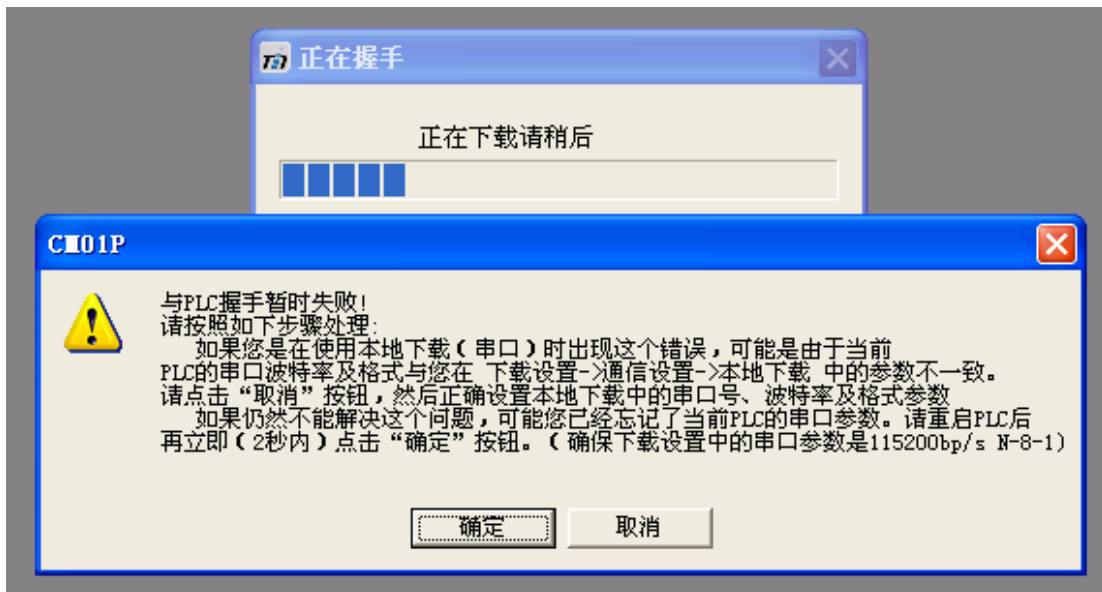 正在握手
正在下载请稍后
CM01P
与PLC握手暂时失败!
请按照如下步骤处理:
如果您是在使用本地下载(串口)时出现这个错误,可能是由于当前
PLC的串口波特率及格式与您在 下载设置->通信设置->本地下载 中的参数不一致。
请点击“取消”按钮,然后正确设置本地下载中的串口号、波特率及格式参数
如果仍然不能解决这个问题,可能您已经忘记了当前PLC的串口参数。请重启PLC后
再立即(2秒内)点击“确定”按钮。(确保下载设置中的串口参数是115200bp/s N-8-1)
确定
取消